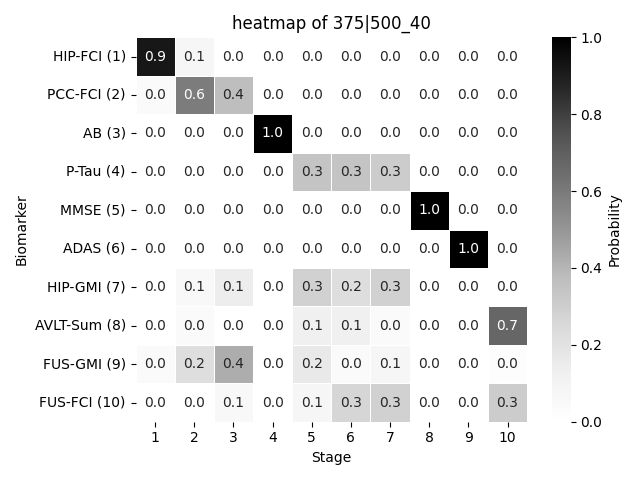 heatmap of 375|500_40
HIP-FCI (1) 0.9 0.1 0.0 0.0 0.0 0.0 0.0 0.0 0.0 0.0
PCC-FCI (2) 0.0 0.6 0.4 0.0 0.0 0.0 0.0 0.0 0.0 0.0
AB (3) 0.0 0.0 0.0 1.0 0.0 0.0 0.0 0.0 0.0 0.0
P-Tau (4) 0.0 0.0 0.0 0.0 0.3 0.3 0.3 0.0 0.0 0.0
MMSE (5) 0.0 0.0 0.0 0.0 0.0 0.0 0.0 1.0 0.0 0.0
ADAS (6) 0.0 0.0 0.0 0.0 0.0 0.0 0.0 0.0 1.0 0.0
HIP-GMI (7) 0.0 0.1 0.1 0.0 0.3 0.2 0.3 0.0 0.0 0.0
AVLT-Sum (8) 0.0 0.0 0.0 0.0 0.1 0.1 0.0 0.0 0.0 0.7
FUS-GMI (9) 0.0 0.2 0.4 0.0 0.2 0.0 0.1 0.0 0.0 0.0
FUS-FCI (10) 0.0 0.0 0.1 0.0 0.1 0.3 0.3 0.0 0.0 0.3
1 2 3 4 5 6 7 8 9 10
Stage
Biomarker
1.0
0.8
0.6
0.4
0.2
0.0
Probability